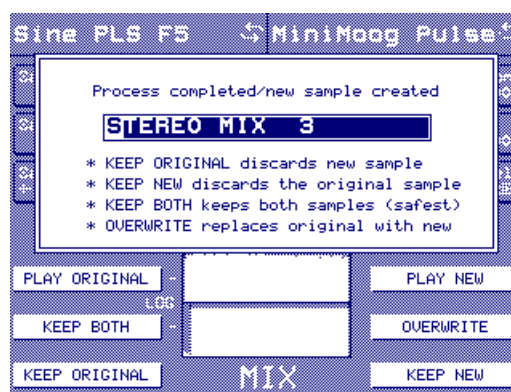 Sine PLS F5 MiniMoog Pulse
Process completed/new sample created
STEREO MIX 3
* KEEP ORIGINAL discards new sample
* KEEP NEW discards the original sample
* KEEP BOTH keeps both samples (safest)
* OVERWRITE replaces original with new
PLAY ORIGINAL PLAY NEW
LOG
KEEP BOTH OVERWRITE
KEEP ORIGINAL MIX KEEP NEW